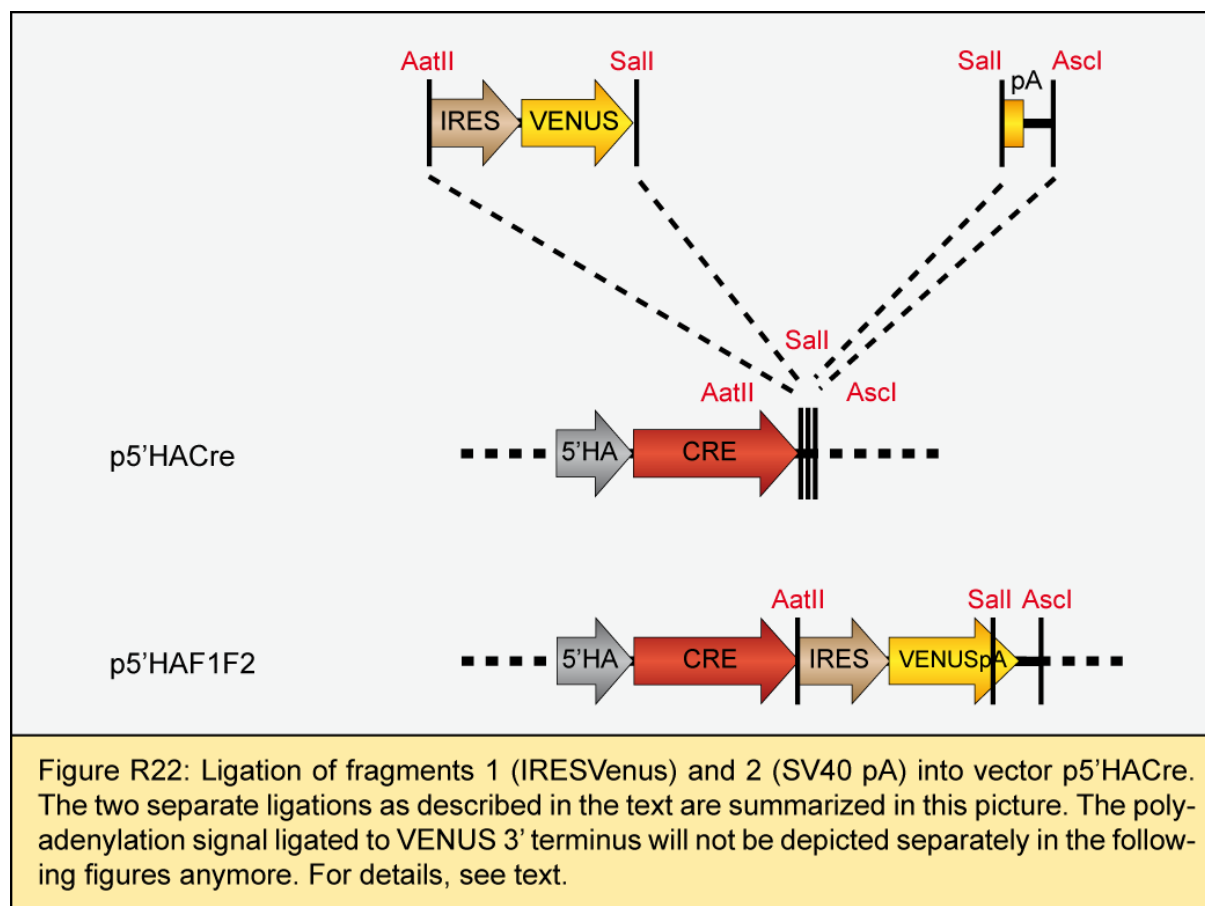 AatII SalI SalI AscI
pA
IRES VENUS
SalI
AatII AscI
p5'HACre 5'HA CRE
AatII SalI AscI
p5'HAF1F2 5'HA CRE IRES VENUSpA
Figure R22: Ligation of fragments 1 (IRESVenus) and 2 (SV40 pA) into vector p5'HACre.
The two separate ligations as described in the text are summarized in this picture. The poly-
adenylation signal ligated to VENUS 3' terminus will not be depicted separately in the follow-
ing figures anymore. For details, see text.